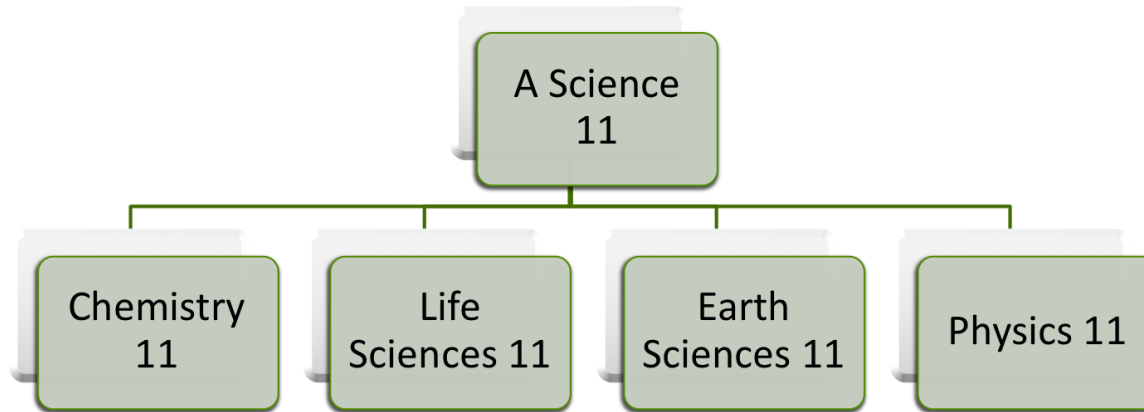 A Science
11
Chemistry
11
Life
Sciences 11
Earth
Sciences 11
Physics 11